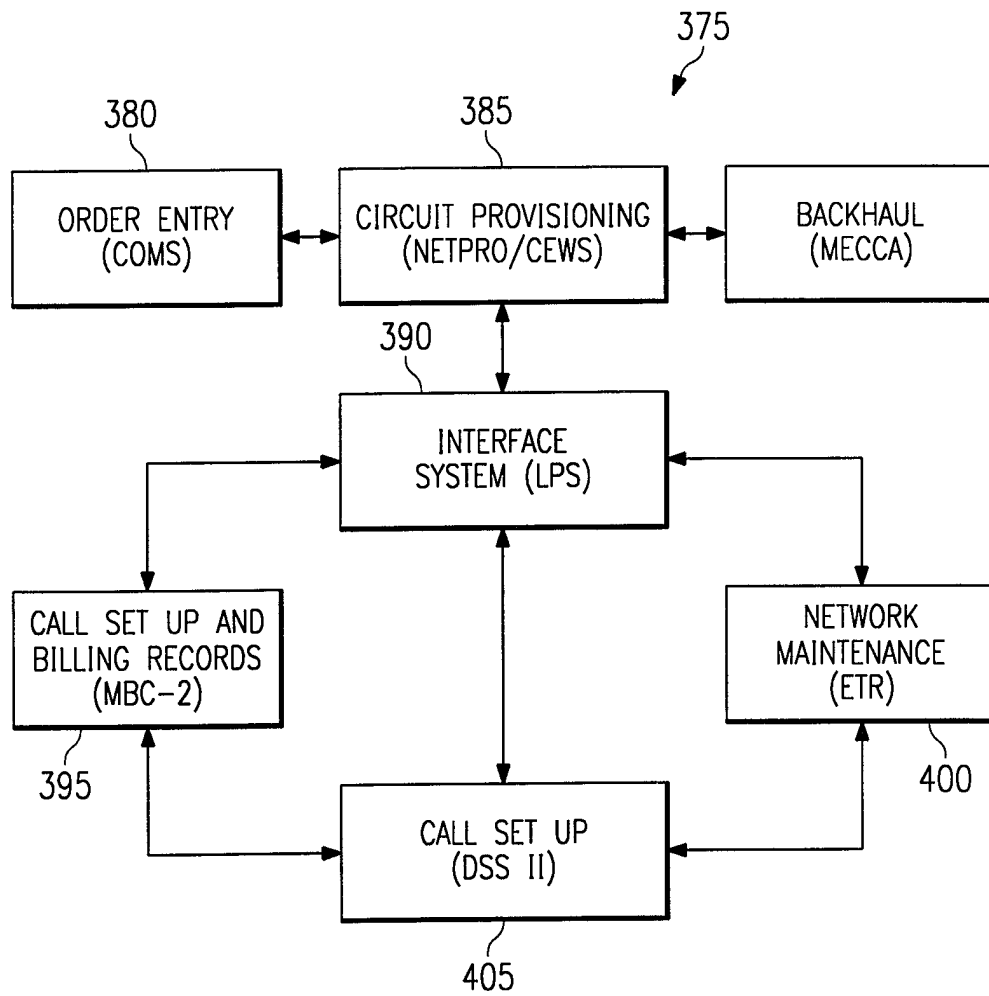 375
380
385
ORDER ENTRY
(COMS)
CIRCUIT PROVISIONING
(NETPRO/CEWS)
BACKHAUL
(MECCA)
390
INTERFACE
SYSTEM (LPS)
CALL SET UP AND
BILLING RECORDS
(MBC-2)
NETWORK
MAINTENANCE
(ETR)
395
400
CALL SET UP
(DSS II)
405